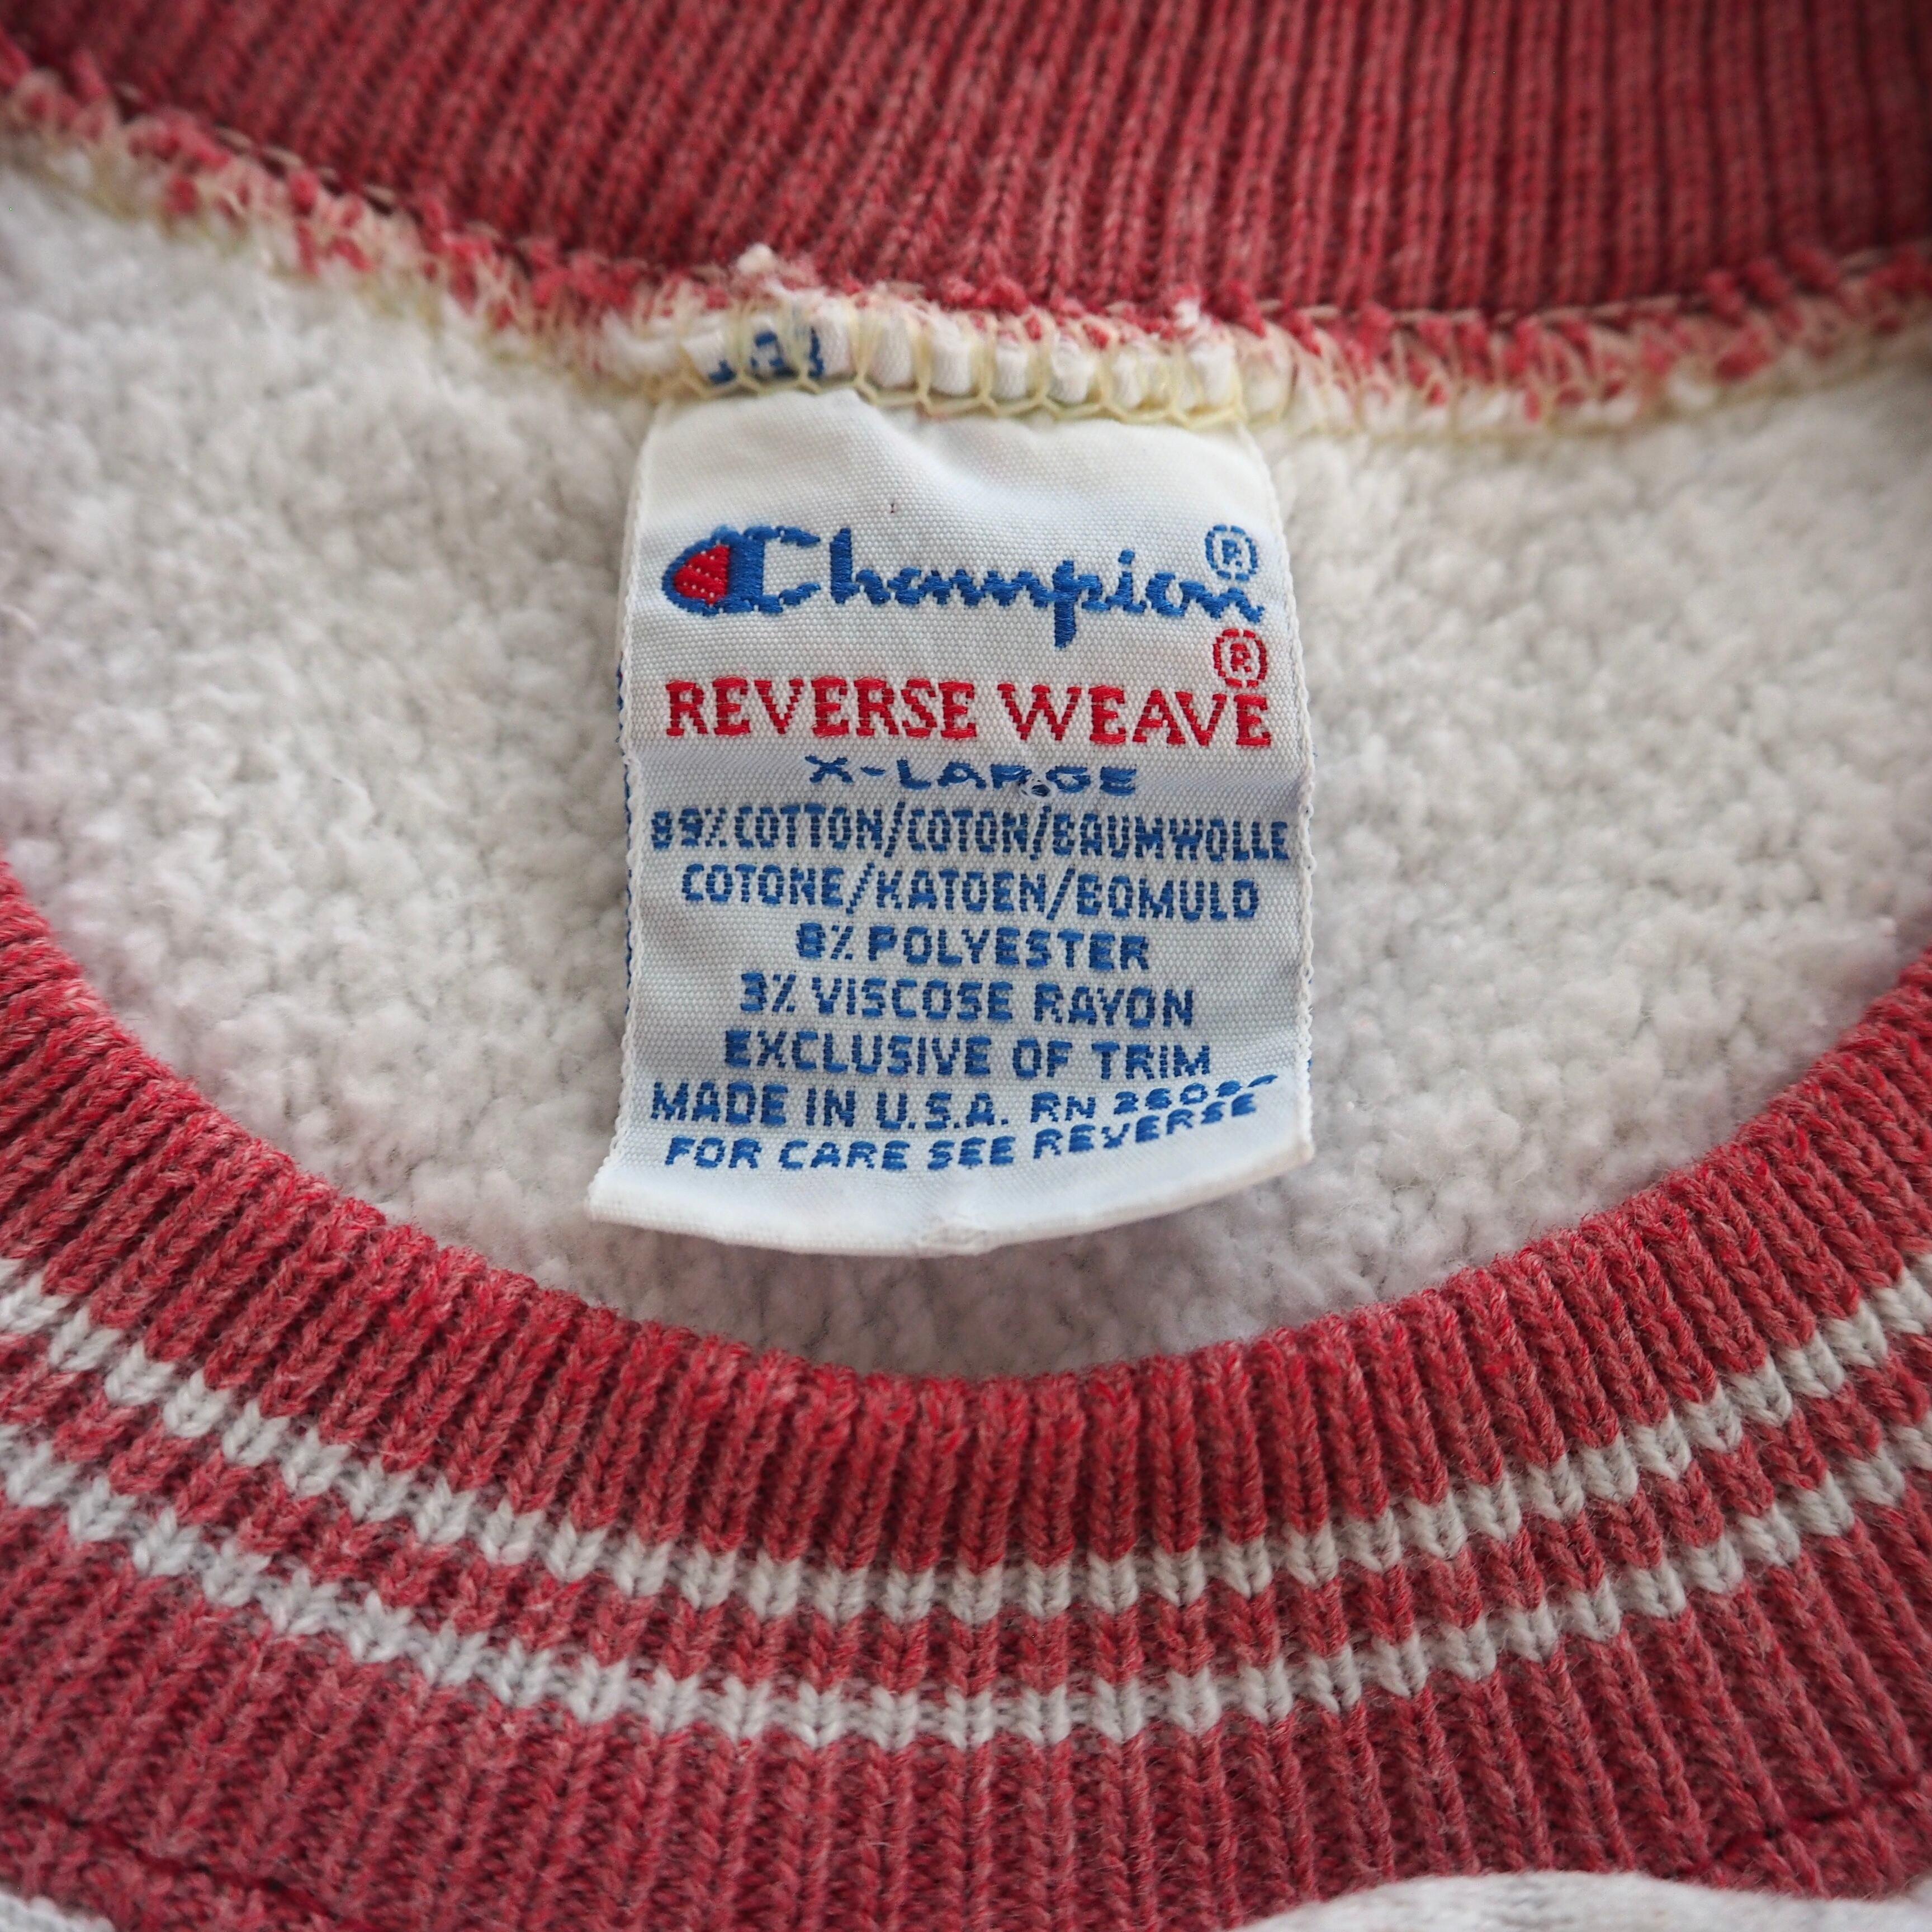 Champion®
REVERSE WEAVE®
X-LARGE
89% COTTON/COTON/BAUMWOLLE
COTONE/KATOEN/BOMULD
8% POLYESTER
3% VISCOSE RAYON
EXCLUSIVE OF TRIM
MADE IN U.S.A. RN
FOR CARE SEE REVERSE